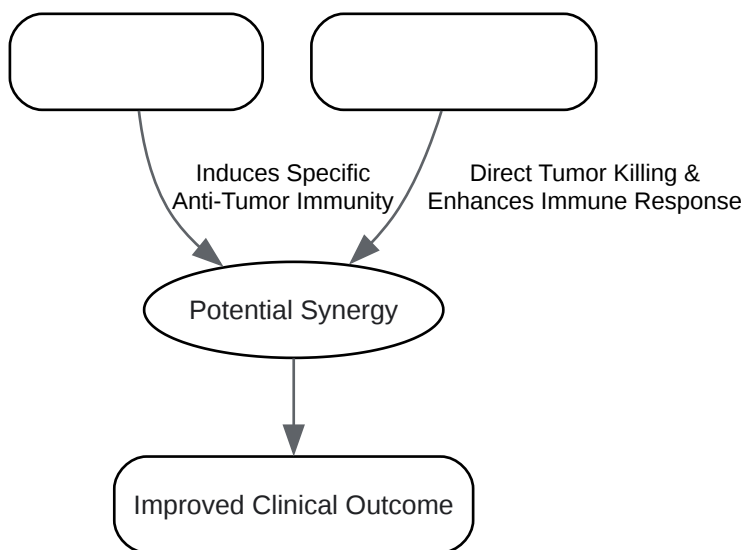 Induces Specific
Anti-Tumor Immunity
Direct Tumor Killing &
Enhances Immune Response
Potential Synergy
Improved Clinical Outcome